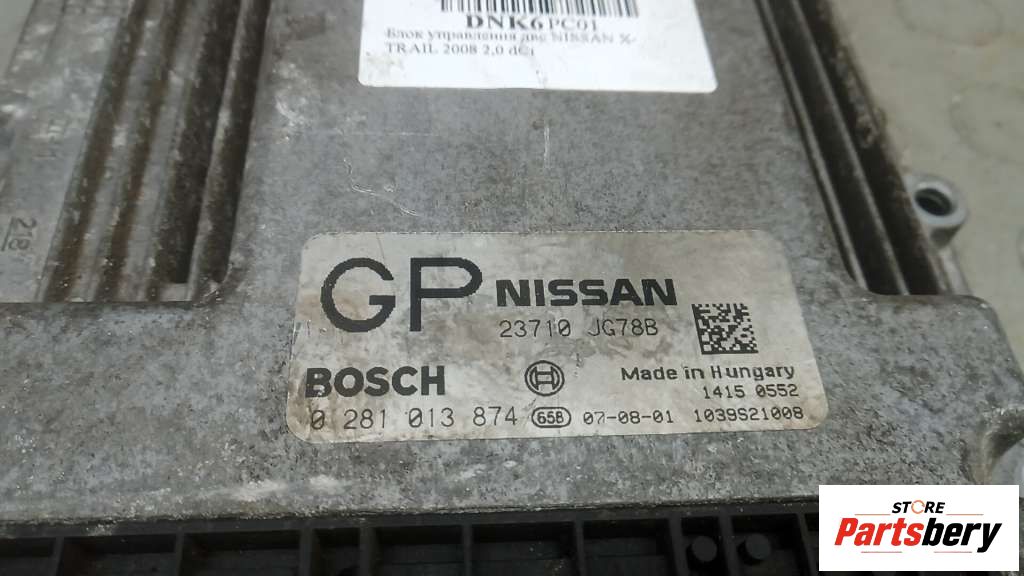 DNK6PC01
Блок управления двс NISSAN X-
TRAIL 2008 2,0 dci
GP NISSAN
23710 JG78B
BOSCH
Made in Hungary
1415 0552
0 281 013 874 65B 07-08-01 1039S21008
STORE
Partsbery